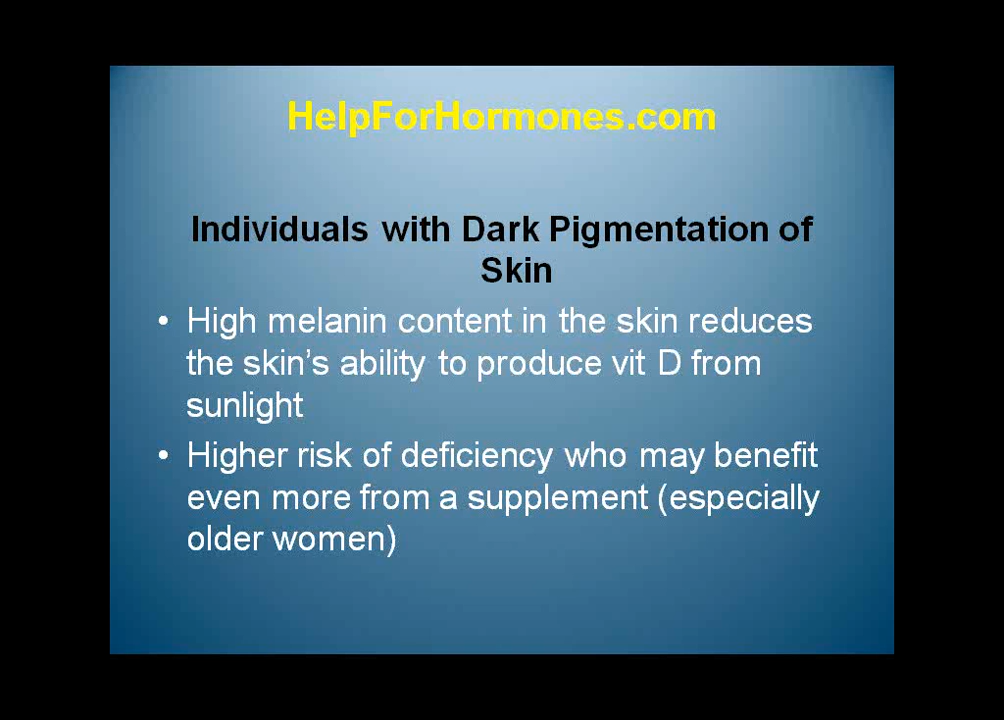 HelpForHormones.com
Individuals with Dark Pigmentation of
Skin
• High melanin content in the skin reduces
the skin's ability to produce vit D from
sunlight
• Higher risk of deficiency who may benefit
even more from a supplement (especially
older women)